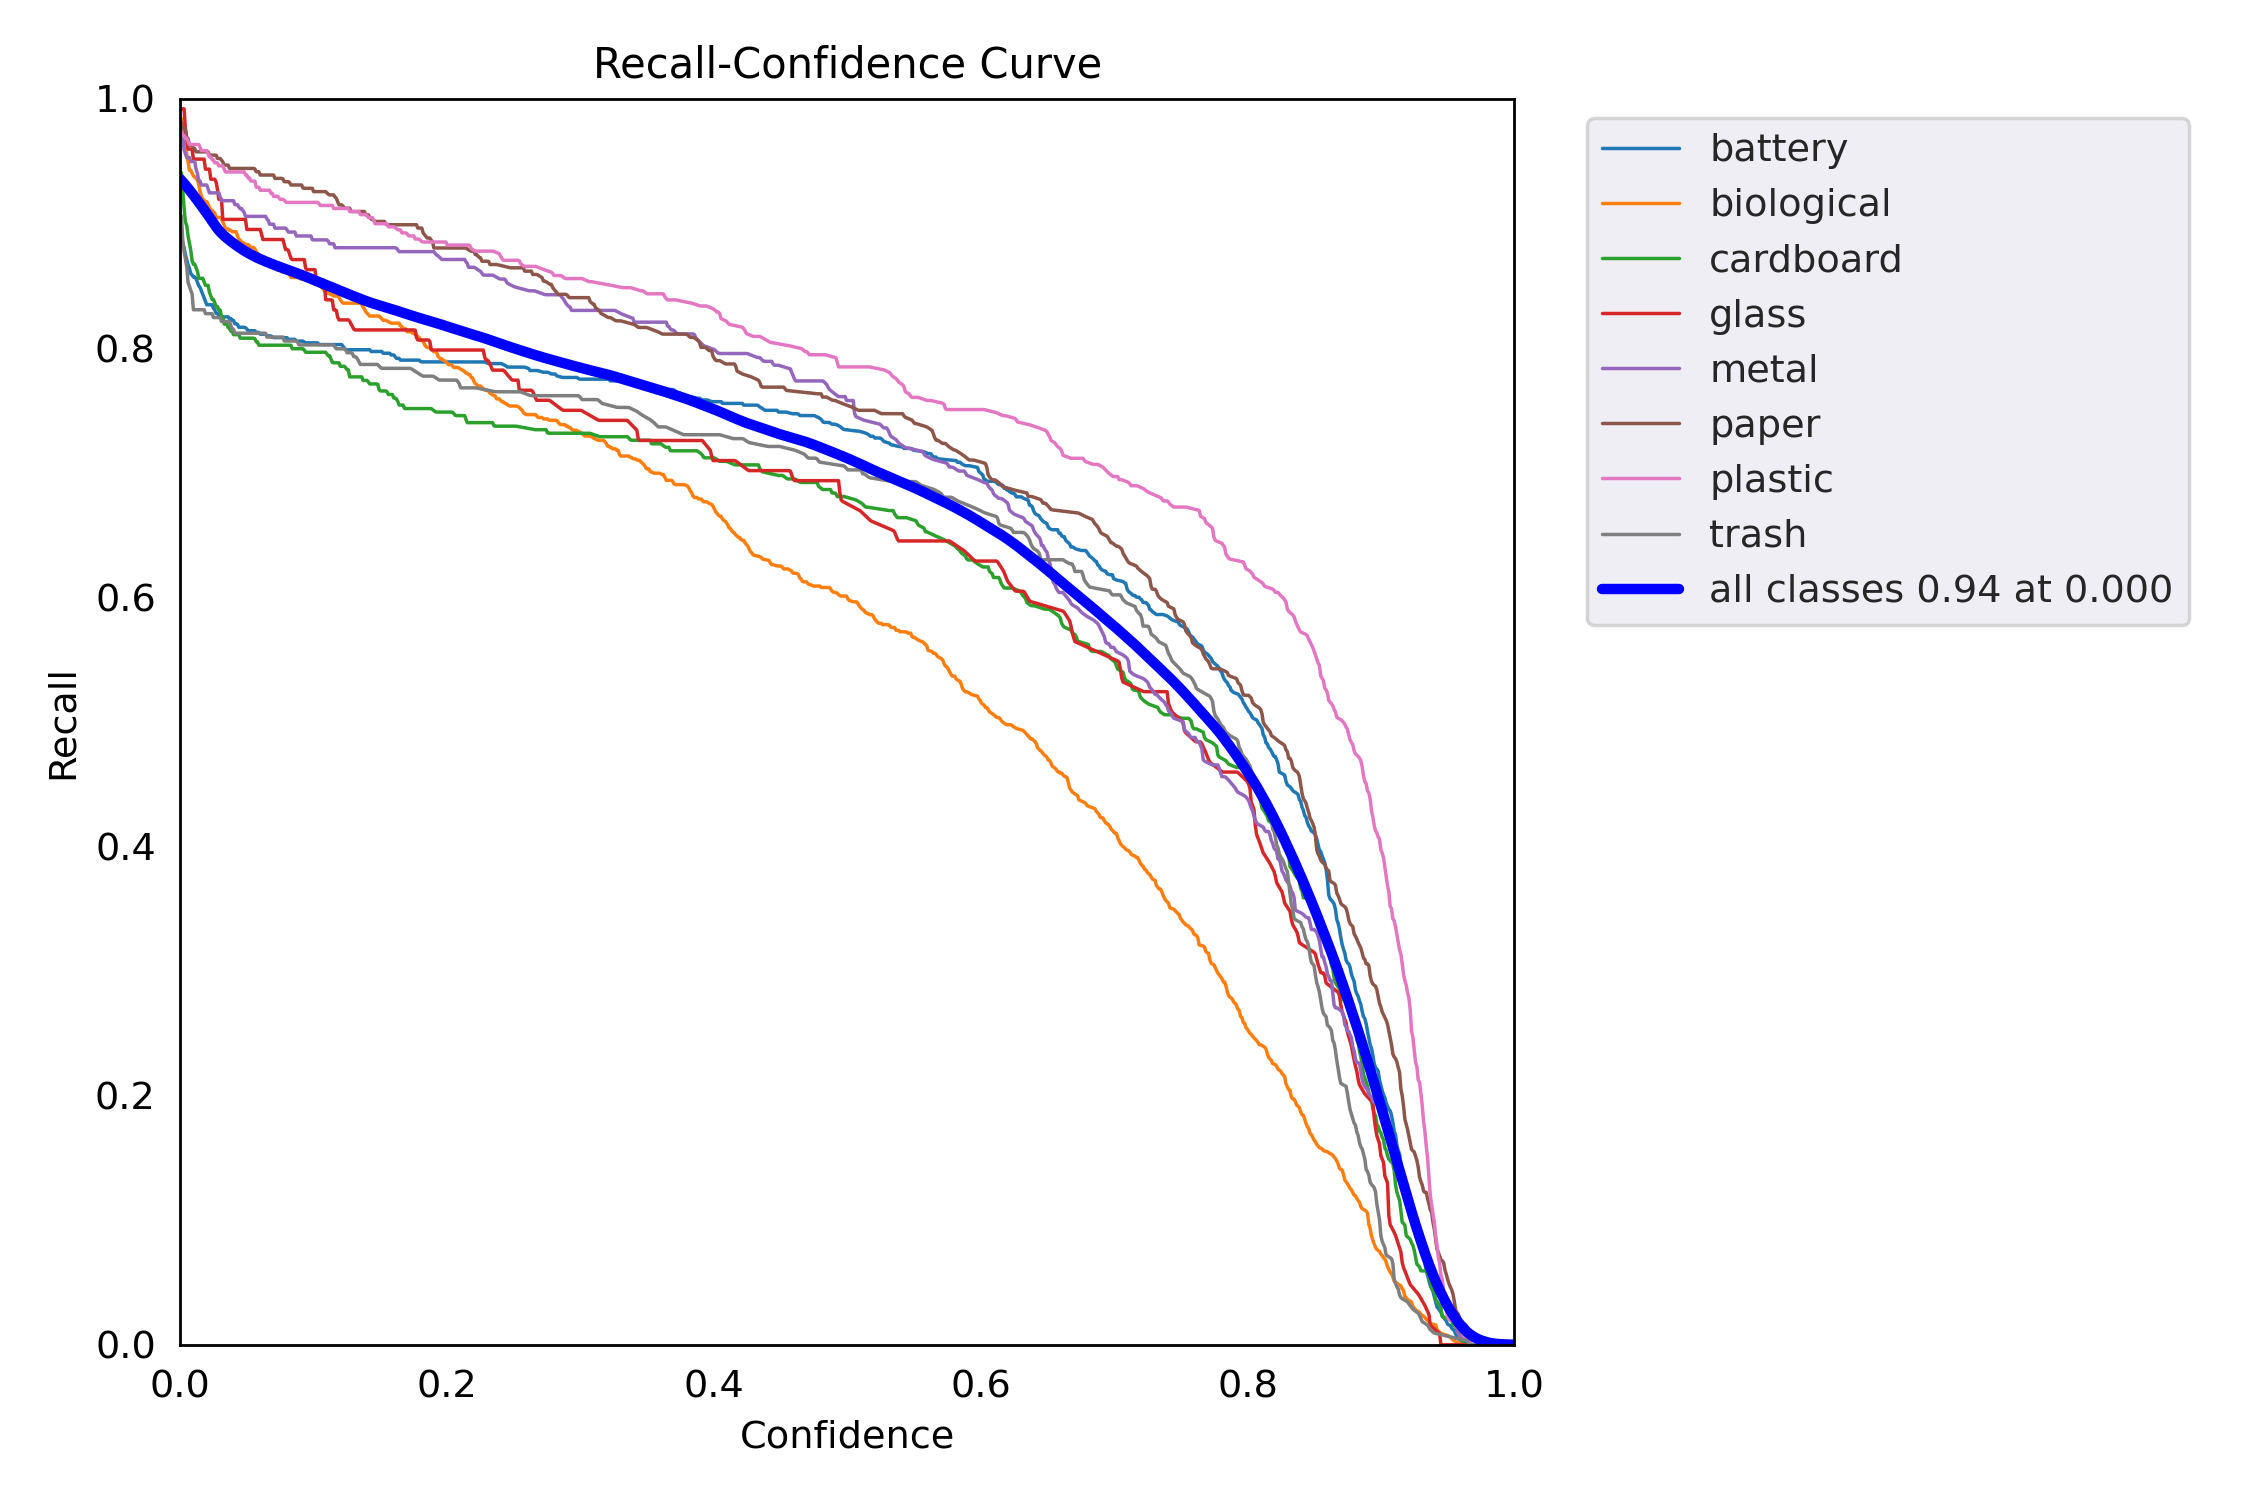 Recall-Confidence Curve
1.0
0.8
0.6
0.4
0.2
0.0
Recall
0.0 0.2 0.4 0.6 0.8 1.0
Confidence
battery
biological
cardboard
glass
metal
paper
plastic
trash
all classes 0.94 at 0.000